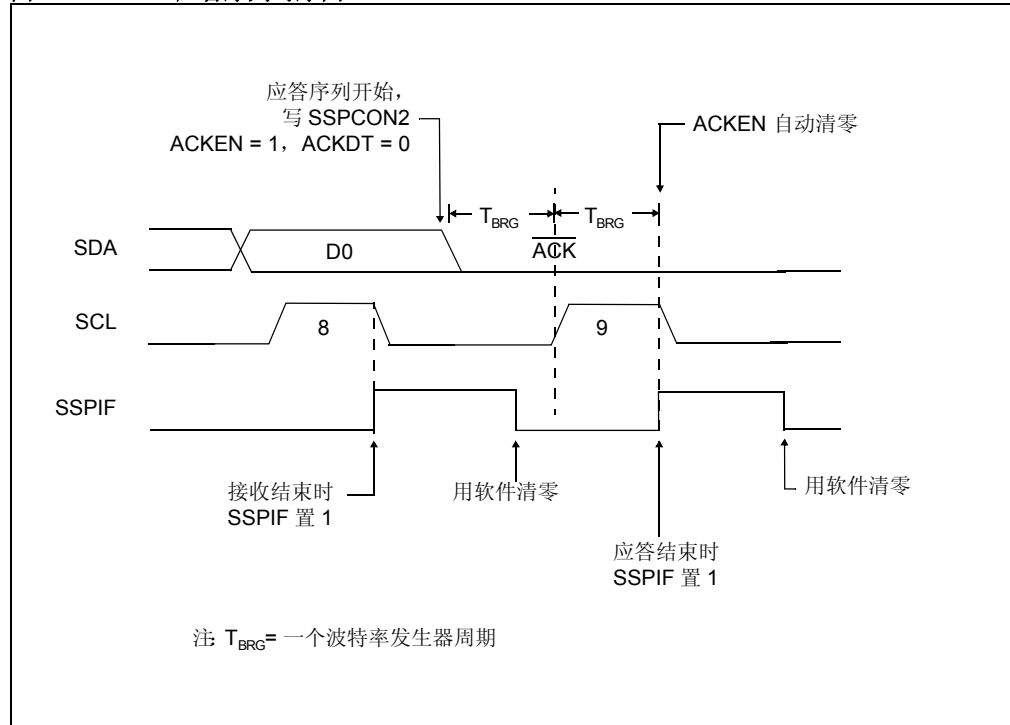 应答序列开始，
写 SSPCON2
ACKEN = 1，ACKDT = 0
ACKEN 自动清零
TBRG
TBRG
SDA
D0
ACK
SCL
8
9
SSPIF
接收结束时
SSPIF 置 1
用软件清零
用软件清零
应答结束时
SSPIF 置 1
注: TBRG= 一个波特率发生器周期